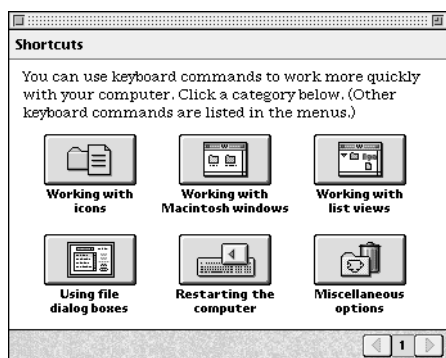 Shortcuts
You can use keyboard commands to work more quickly
with your computer. Click a category below. (Other
keyboard commands are listed in the menus.)
Working with
icons
Working with
Macintosh windows
Working with
list views
Using file
dialog boxes
Restarting the
computer
Miscellaneous
options
1